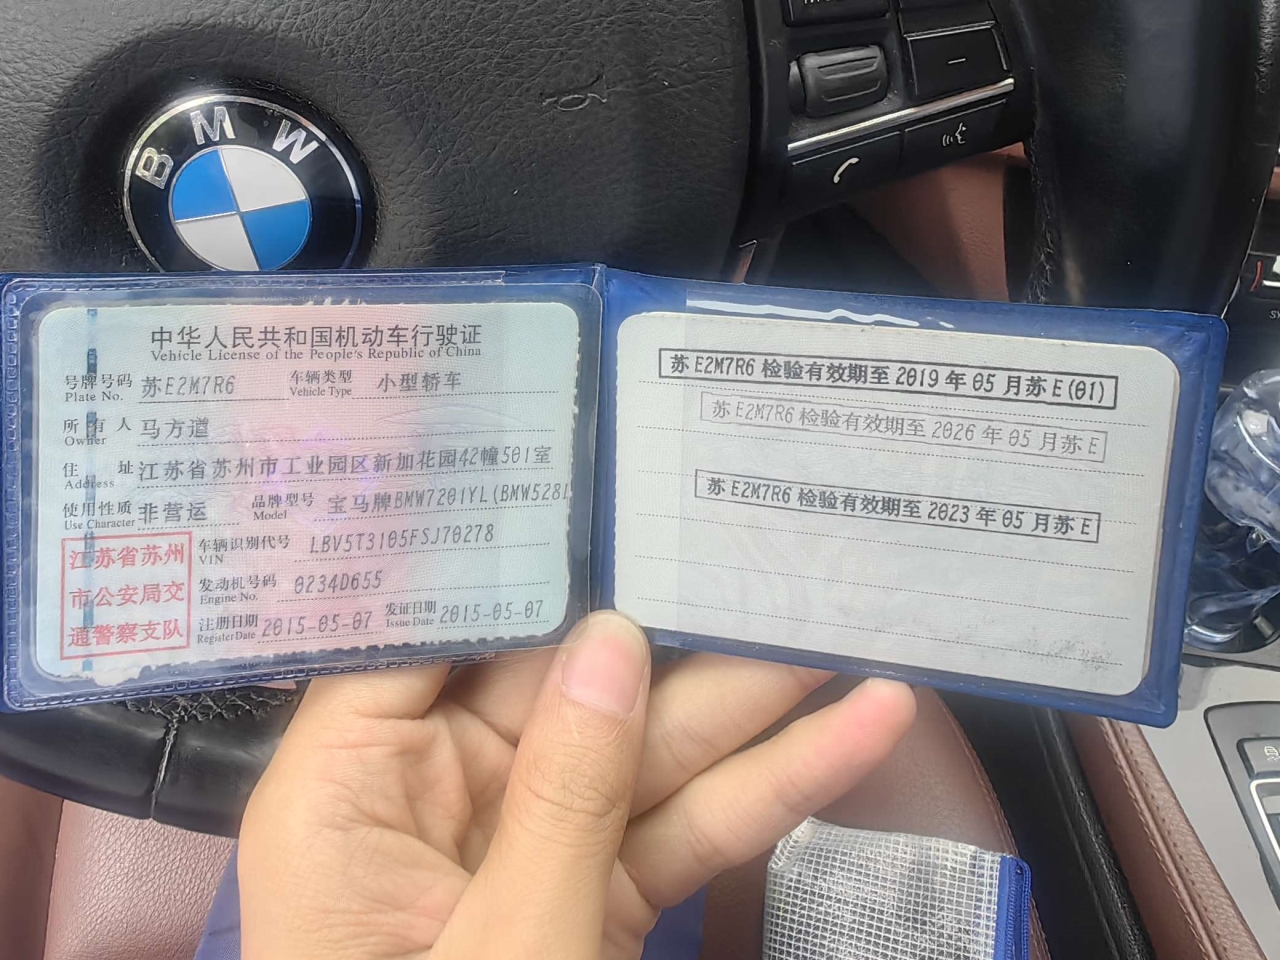 BMW
中华人民共和国机动车行驶证
Vehicle License of the People's Republic of China
号牌号码 Plate No. 苏E2M7R6 车辆类型 Vehicle Type 小型轿车
所有人 Owner 马方道
住址 Address 江苏省苏州市工业园区新加花园42幢501室
使用性质 Use Character 非营运 品牌型号 Model 宝马牌BMW7201YL(BMW528L
江苏省苏州
市公安局交
通警察支队
车辆识别代号 VIN LBV5T3105FSJ70278
发动机号码 Engine No. 0234D655
注册日期 Register Date 2015-05-07 发证日期 Issue Date 2015-05-07
苏E2M7R6 检验有效期至 2019 年 05 月苏E(01)
苏E2M7R6 检验有效期至 2026 年 05 月苏E
苏E2M7R6 检验有效期至 2023 年 05 月苏E